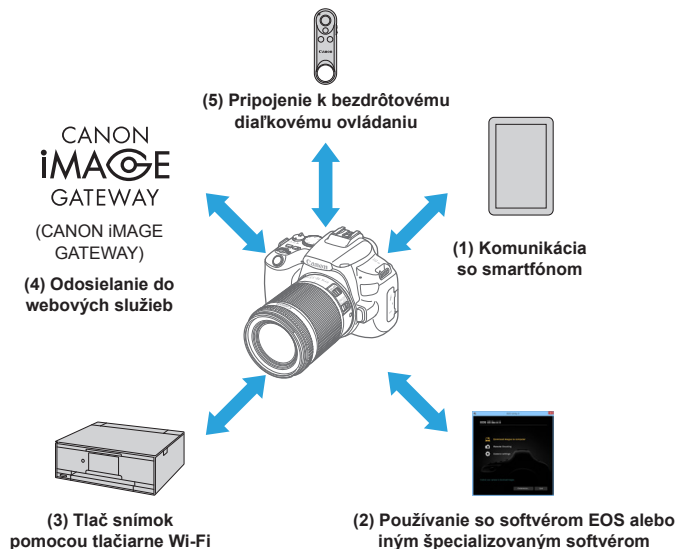 (5) Pripojenie k bezdrôtovému
diaľkovému ovládaniu
CANON
iMAGE
GATEWAY
(CANON iMAGE
GATEWAY)
(4) Odosielanie do
webových služieb
(1) Komunikácia
so smartfónom
Canon
(3) Tlač snímok
pomocou tlačiarne Wi-Fi
(2) Používanie so softvérom EOS alebo
iným špecializovaným softvérom